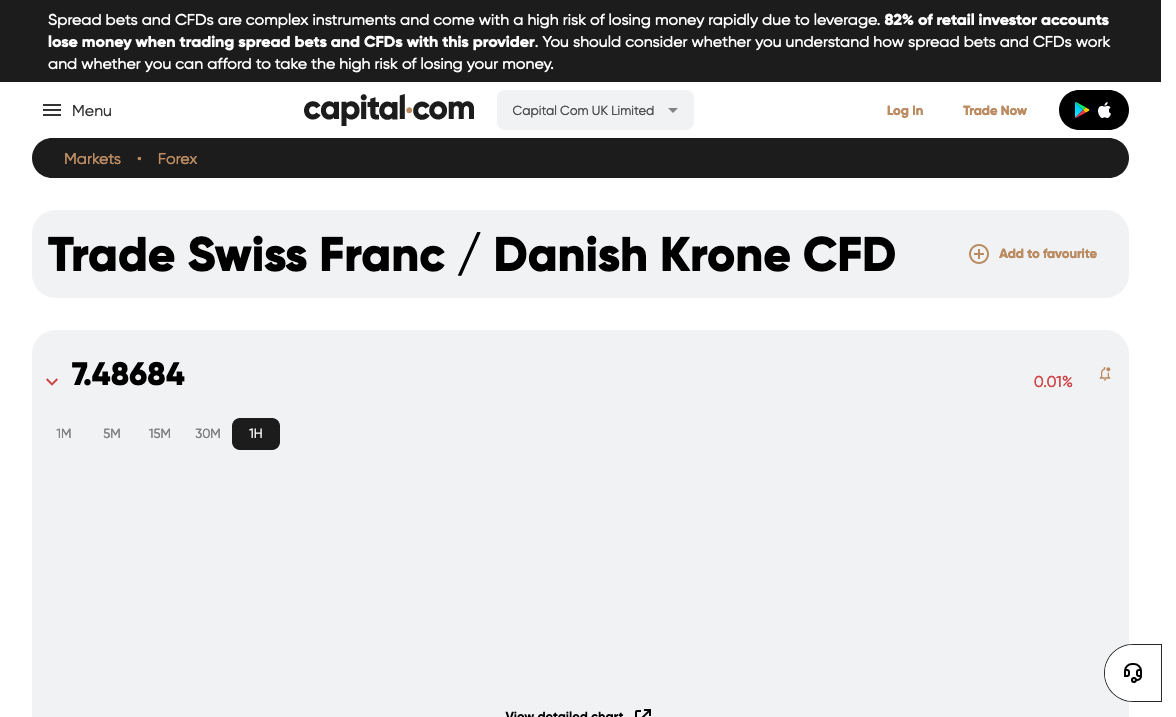 Spread bets and CFDs are complex instruments and come with a high risk of losing money rapidly due to leverage. 82% of retail investor accounts
lose money when trading spread bets and CFDs with this provider. You should consider whether you understand how spread bets and CFDs work
and whether you can afford to take the high risk of losing your money.
Menu
capital.com
Capital Com UK Limited
Log In
Trade Now
Markets · Forex
Trade Swiss Franc / Danish Krone CFD
Add to favourite
7.48684
0.01%
1M 5M 15M 30M 1H
View detailed chart